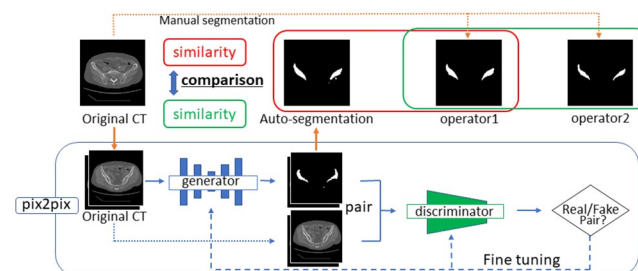 Manual segmentation
similarity
comparison
similarity
Original CT
Auto-segmentation
operator1
operator2
pix2pix
Original CT
generator
pair
discriminator
Real/Fake
Pair?
Fine tuning